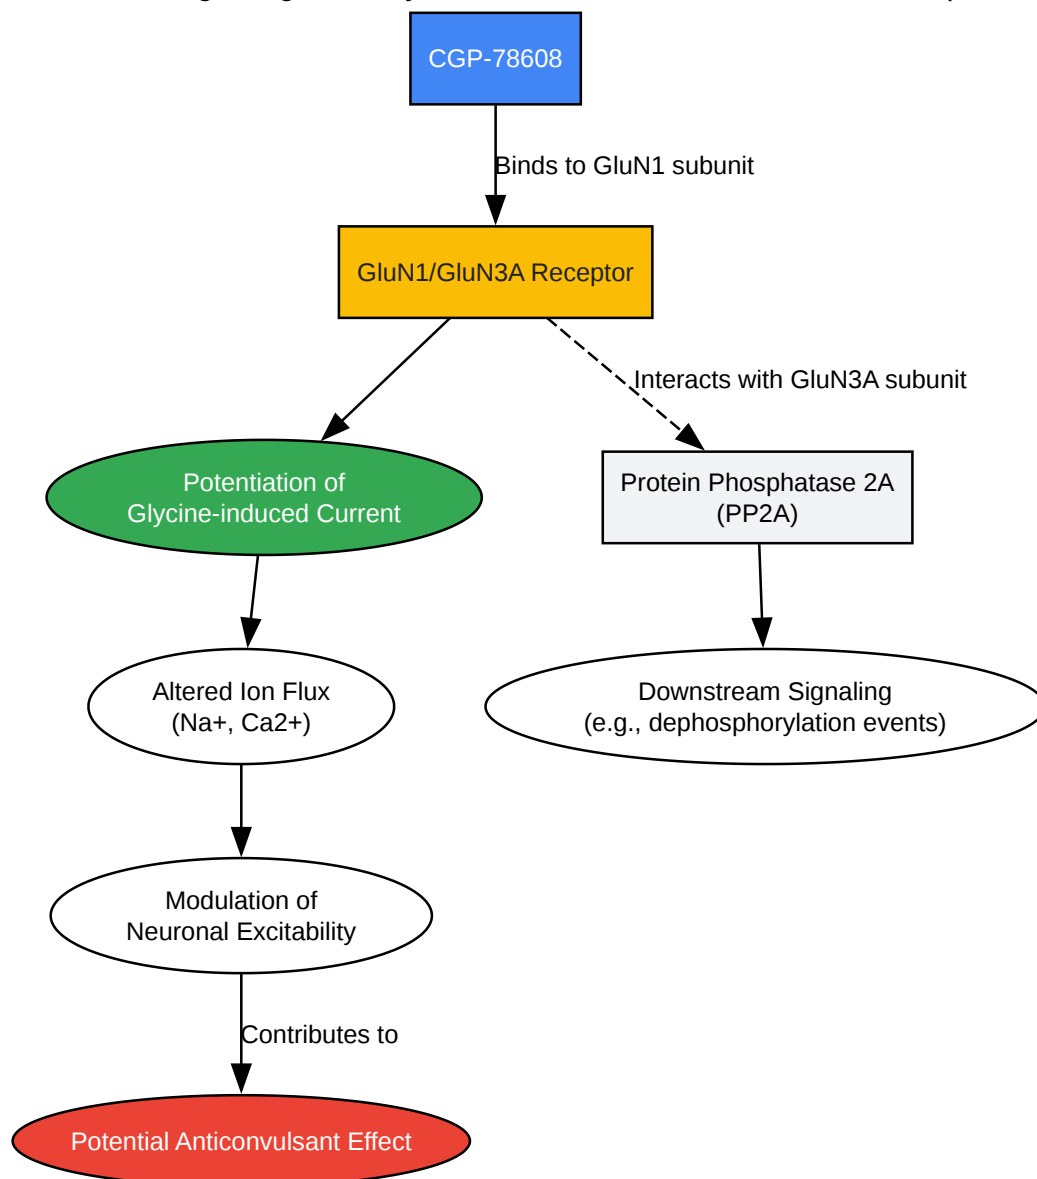 CGP-78608
Binds to GluN1 subunit
GluN1/GluN3A Receptor
Interacts with GluN3A subunit
Potentiation of
Glycine-induced Current
Protein Phosphatase 2A
(PP2A)
Altered Ion Flux
(Na+, Ca2+)
Downstream Signaling
(e.g., dephosphorylation events)
Modulation of
Neuronal Excitability
Contributes to
Potential Anticonvulsant Effect